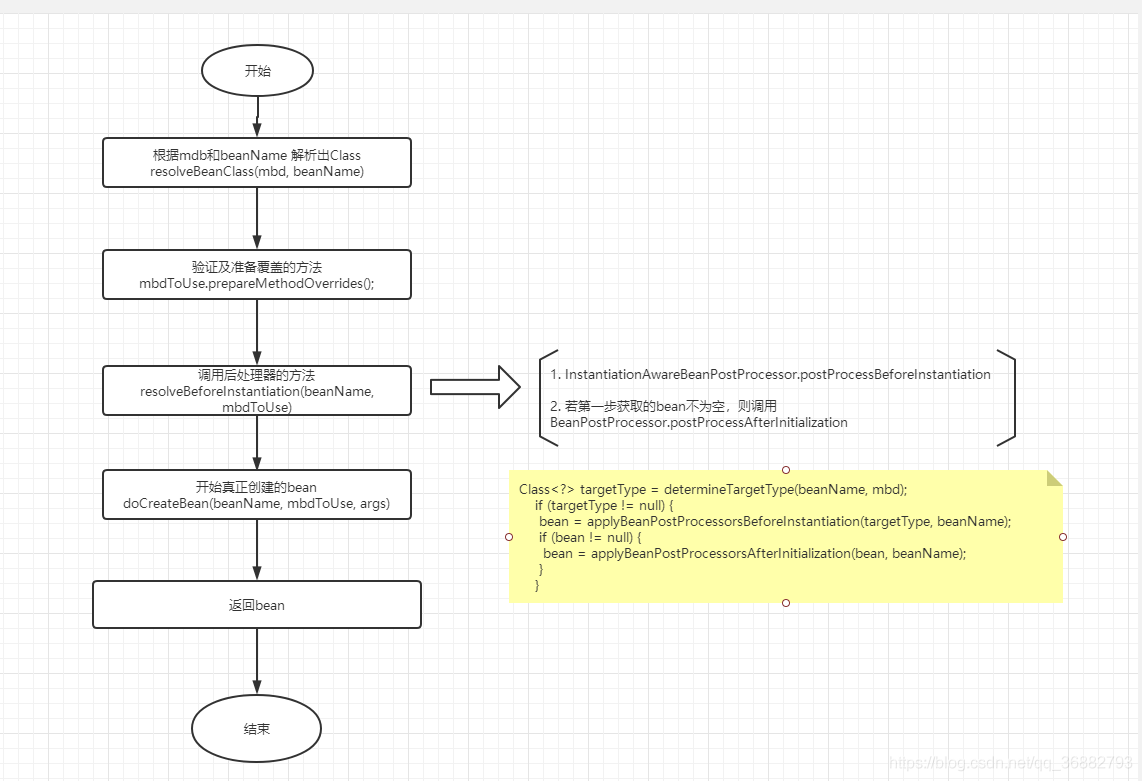 开始
根据mdb和beanName 解析出Class
resolveBeanClass(mbd, beanName)
验证及准备覆盖的方法
mbdToUse.prepareMethodOverrides();
调用后处理器的方法
resolveBeforeInstantiation(beanName,
mbdToUse)
1. InstantiationAwareBeanPostProcessor.postProcessBeforeInstantiation
2. 若第一步获取的bean不为空，则调用
BeanPostProcessor.postProcessAfterInitialization
开始真正创建的bean
doCreateBean(beanName, mbdToUse, args)
Class<?> targetType = determineTargetType(beanName, mbd);
if (targetType != null) {
bean = applyBeanPostProcessorsBeforeInstantiation(targetType, beanName);
if (bean != null) {
bean = applyBeanPostProcessorsAfterInitialization(bean, beanName);
}
}
返回bean
结束
https://blog.csdn.net/qq_36882793